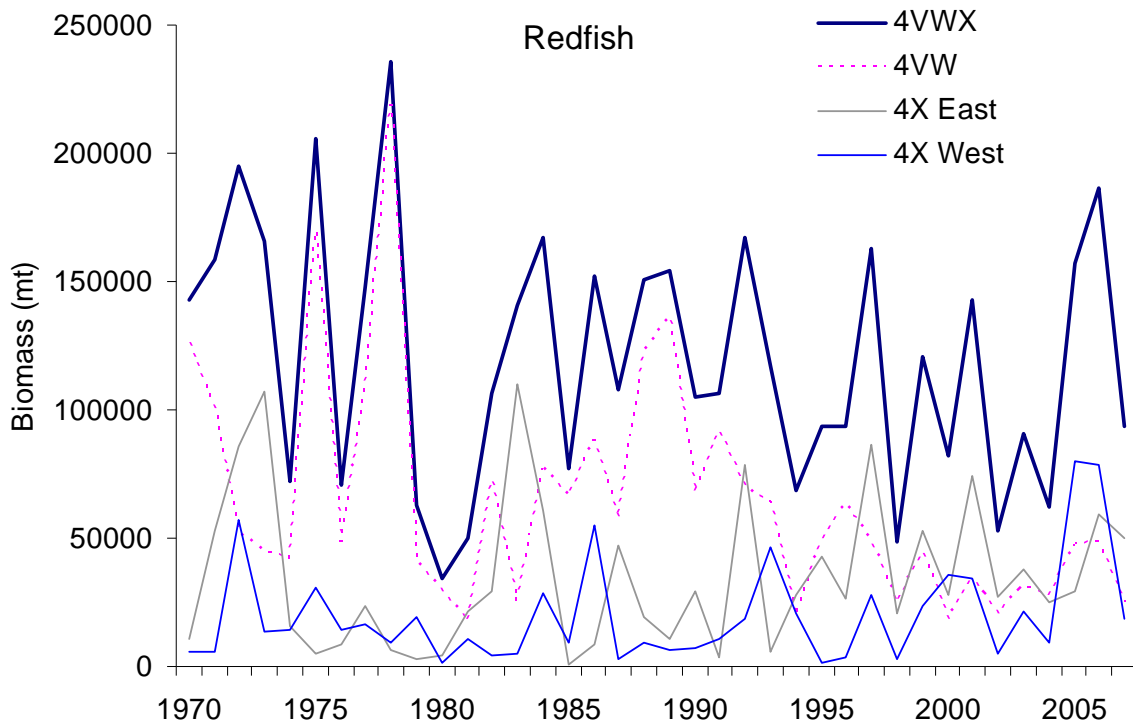 Redfish
4VWX
4VW
4X East
4X West
Biomass (mt)
250000
200000
150000
100000
50000
0
1970 1975 1980 1985 1990 1995 2000 2005